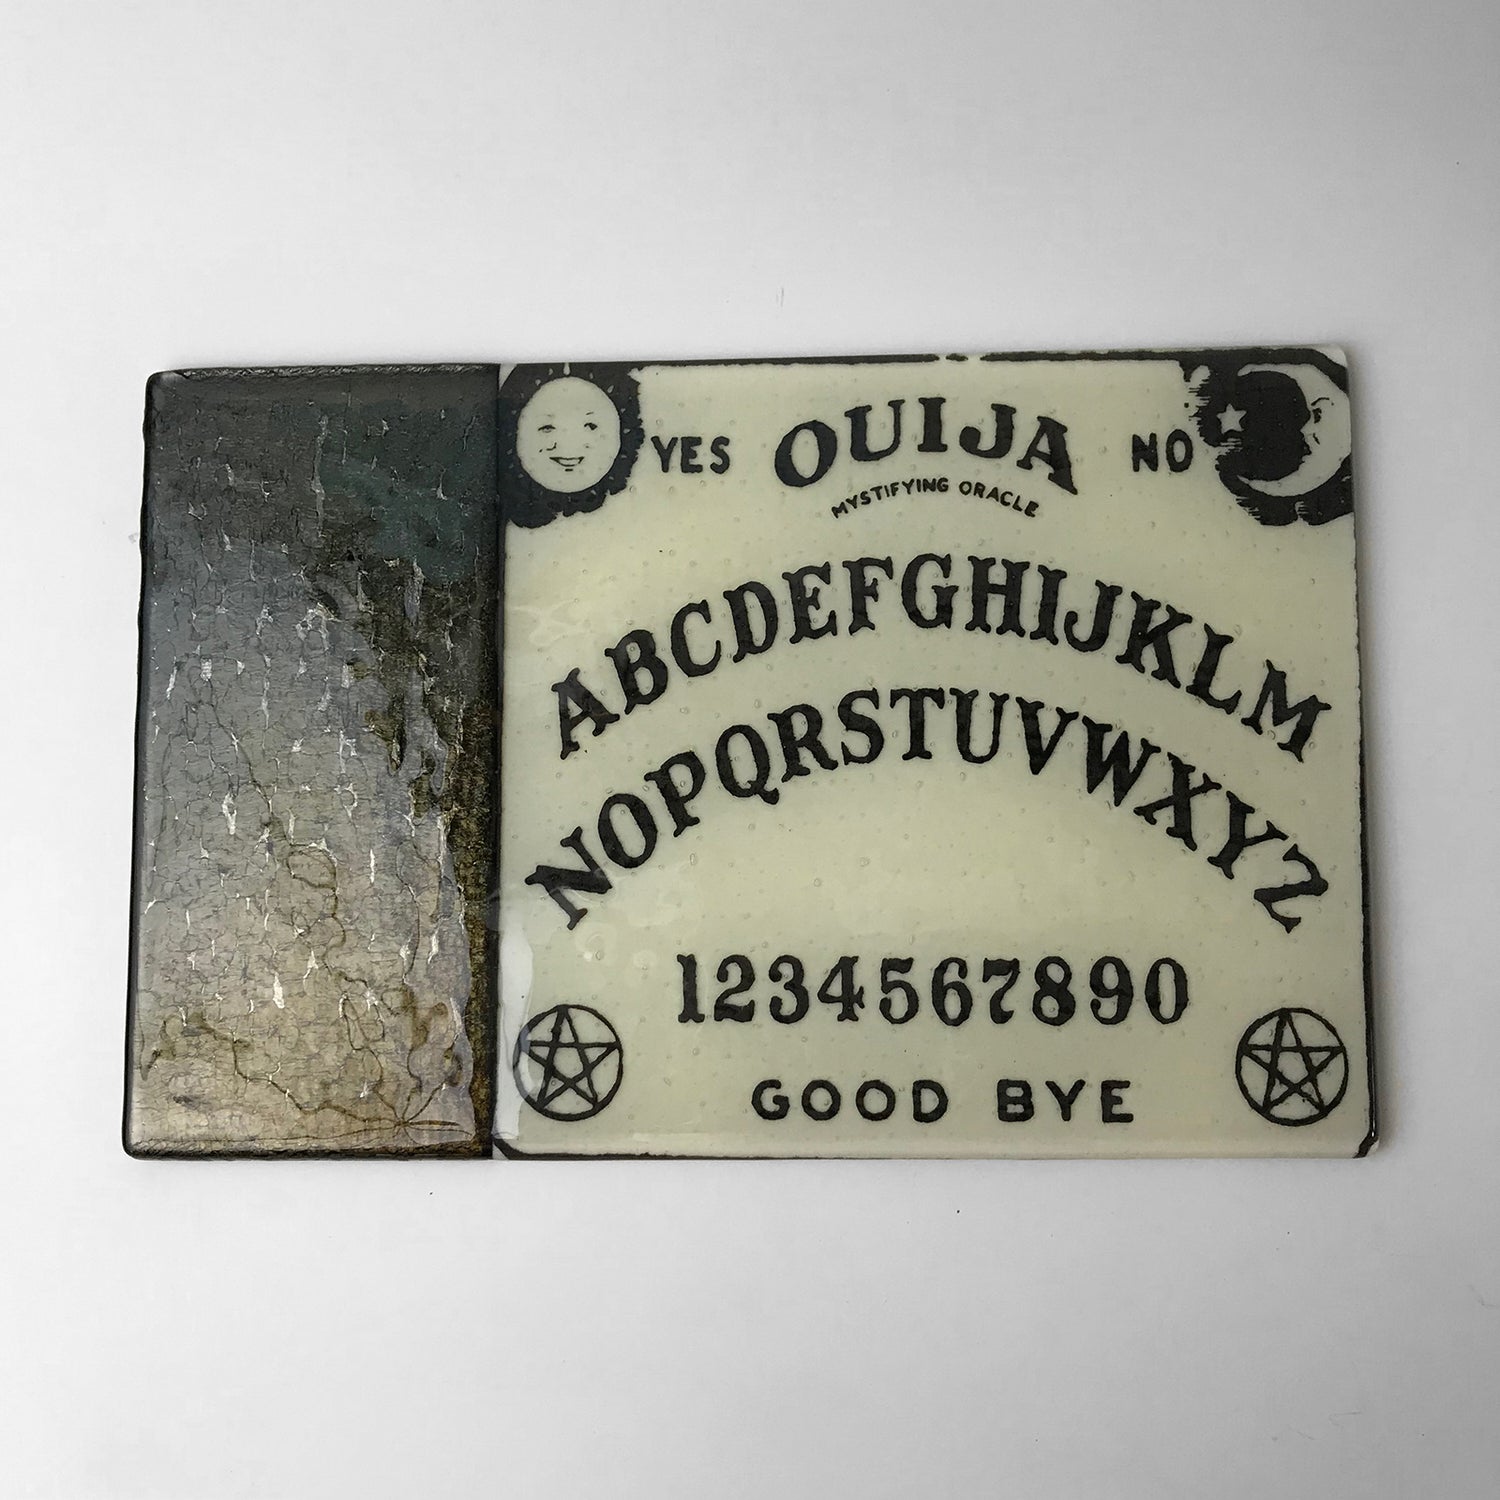 YES OUIJA NO
MYSTIFYING ORACLE
ABCDEFGHIJKLM
NOPQRSTUVWXYZ
1234567890
GOOD BYE